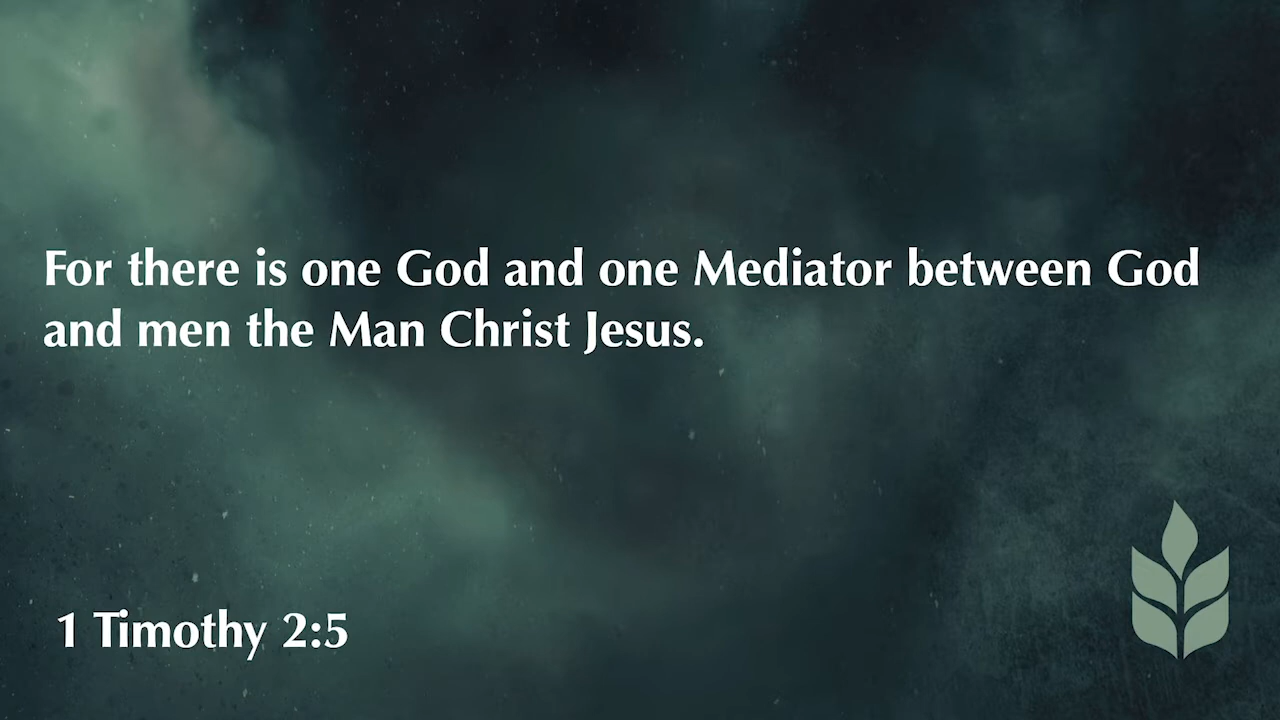 For there is one God and one Mediator between God
and men the Man Christ Jesus.
1 Timothy 2:5